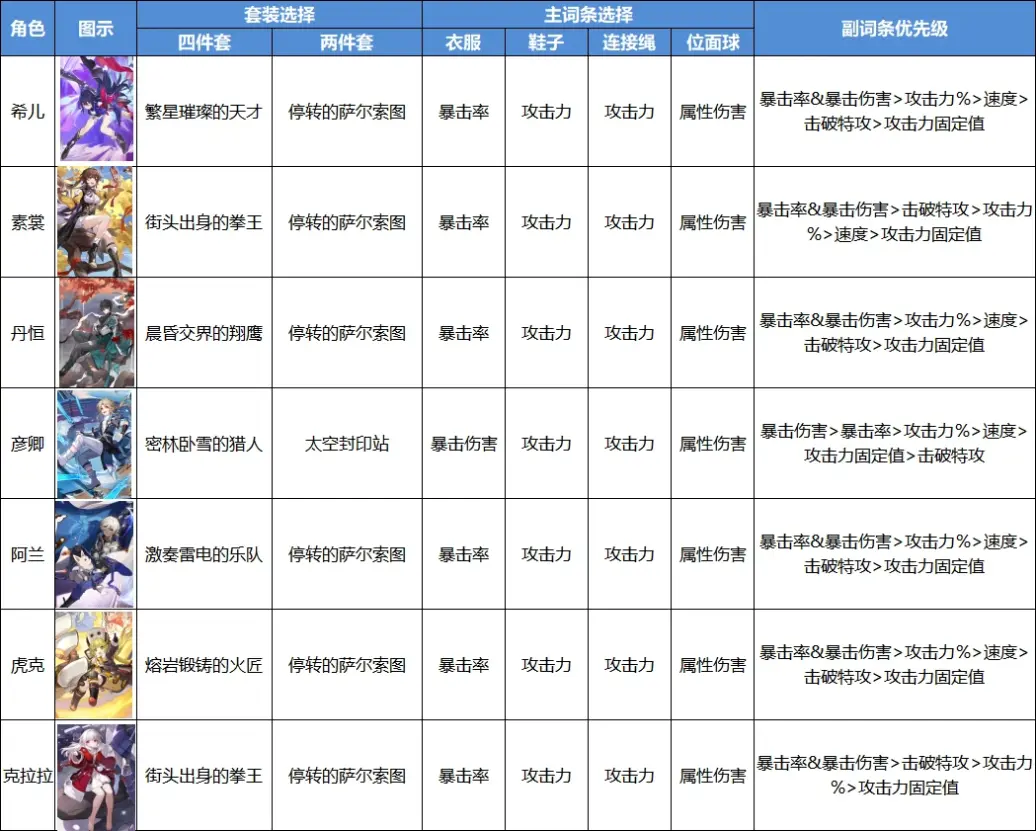 角色 图示 套装选择 主词条选择 副词条优先级
四件套 两件套 衣服 鞋子 连接绳 位面球
希儿 繁星璀璨的天才 停转的萨尔索图 暴击率 攻击力 攻击力 属性伤害 暴击率&暴击伤害>攻击力%>速度>
击破特攻>攻击力固定值
素裳 街头出身的拳王 停转的萨尔索图 暴击率 攻击力 攻击力 属性伤害 暴击率&暴击伤害>击破特攻>攻击力
%>速度>攻击力固定值
丹恒 晨昏交界的翔鹰 停转的萨尔索图 暴击率 攻击力 攻击力 属性伤害 暴击率&暴击伤害>攻击力%>速度>
击破特攻>攻击力固定值
彦卿 密林卧雪的猎人 太空封印站 暴击伤害 攻击力 攻击力 属性伤害 暴击伤害>暴击率>攻击力%>速度>
攻击力固定值>击破特攻
阿兰 激奏雷电的乐队 停转的萨尔索图 暴击率 攻击力 攻击力 属性伤害 暴击率&暴击伤害>攻击力%>速度>
击破特攻>攻击力固定值
虎克 熔岩锻铸的火匠 停转的萨尔索图 暴击率 攻击力 攻击力 属性伤害 暴击率&暴击伤害>攻击力%>速度>
击破特攻>攻击力固定值
克拉拉 街头出身的拳王 停转的萨尔索图 暴击率 攻击力 攻击力 属性伤害 暴击率&暴击伤害>击破特攻>攻击力
%>攻击力固定值